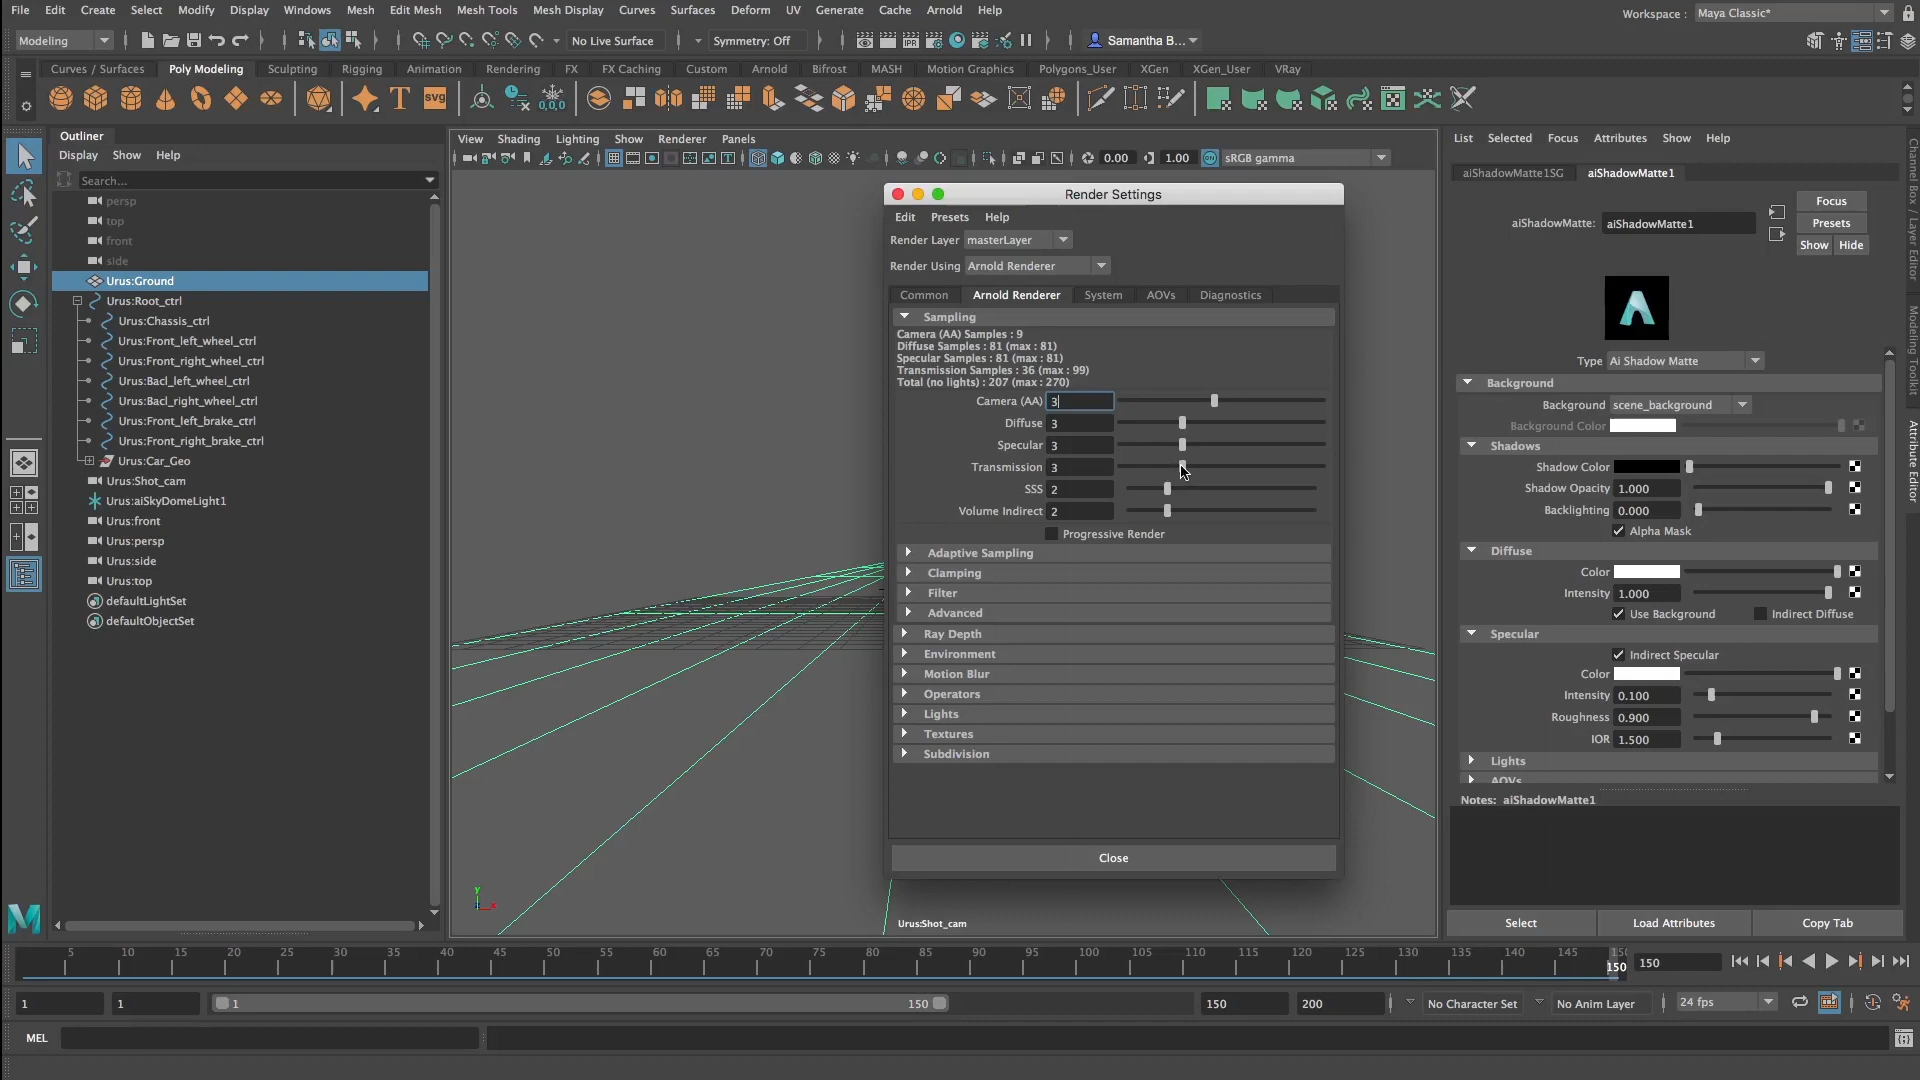 File Edit Create Select Modify Display Windows Mesh Edit Mesh Mesh Tools Mesh Display Curves Surfaces Deform UV Generate Cache Arnold Help
Workspace : Maya Classic*
Modeling No Live Surface Symmetry: Off Samantha B...
Curves / Surfaces Poly Modeling Sculpting Rigging Animation Rendering FX FX Caching Custom Arnold Bifrost MASH Motion Graphics Polygons_User XGen XGen_User VRay
T svg 0,0,0
Outliner
Display Show Help
Search...
persp
top
front
side
Urus:Ground
Urus:Root_ctrl
Urus:Chassis_ctrl
Urus:Front_left_wheel_ctrl
Urus:Front_right_wheel_ctrl
Urus:Bacl_left_wheel_ctrl
Urus:Bacl_right_wheel_ctrl
Urus:Front_left_brake_ctrl
Urus:Front_right_brake_ctrl
Urus:Car_Geo
Urus:Shot_cam
Urus:aiSkyDomeLight1
Urus:front
Urus:persp
Urus:side
Urus:top
defaultLightSet
defaultObjectSet
View Shading Lighting Show Renderer Panels
0.00 1.00 sRGB gamma
Render Settings
Edit Presets Help
Render Layer masterLayer
Render Using Arnold Renderer
Common Arnold Renderer System AOVs Diagnostics
Sampling
Camera (AA) Samples : 9
Diffuse Samples : 81 (max : 81)
Specular Samples : 81 (max : 81)
Transmission Samples : 36 (max : 99)
Total (no lights) : 207 (max : 270)
Camera (AA) 3
Diffuse 3
Specular 3
Transmission 3
SSS 2
Volume Indirect 2
Progressive Render
Adaptive Sampling
Clamping
Filter
Advanced
Ray Depth
Environment
Motion Blur
Operators
Lights
Textures
Subdivision
Close
y
x
Urus:Shot_cam
List Selected Focus Attributes Show Help
aiShadowMatte1SG aiShadowMatte1
aiShadowMatte: aiShadowMatte1
Focus
Presets
Show Hide
Type Ai Shadow Matte
Background
Background scene_background
Background Color
Shadows
Shadow Color
Shadow Opacity 1.000
Backlighting 0.000
Alpha Mask
Diffuse
Color
Intensity 1.000
Use Background Indirect Diffuse
Specular
Indirect Specular
Color
Intensity 0.100
Roughness 0.900
IOR 1.500
Lights
AOVs
Notes: aiShadowMatte1
Select Load Attributes Copy Tab
Channel Box / Layer Editor
Modeling Toolkit
Attribute Editor
5 10 15 20 25 30 35 40 45 50 55 60 65 70 75 80 85 90 95 100 105 110 115 120 125 130 135 140 145 150
150 150
1 1 1 150 150 200 No Character Set No Anim Layer 24 fps
MEL